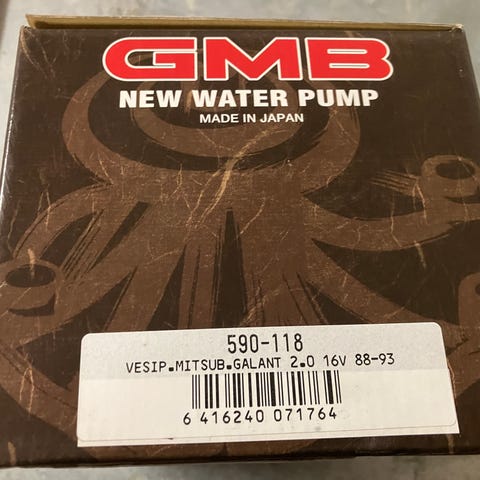 GMB
NEW WATER PUMP
MADE IN JAPAN
590-118
VESIP.MITSUB.GALANT 2.0 16V 88-93
6 416240 071764